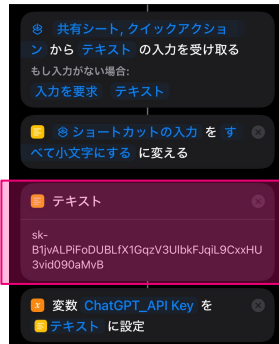 共有シート, クイックアクショ
ン から テキスト の入力を受け取る
もし入力がない場合:
入力を要求 テキスト
ショートカットの入力 を す
べて小文字にする に変える
テキスト
sk-
B1jvALPiFoDUBLfX1GqzV3UlbkFJqiL9CxxHU
3vid090aMvB
変数 ChatGPT_API Key を
テキスト に設定